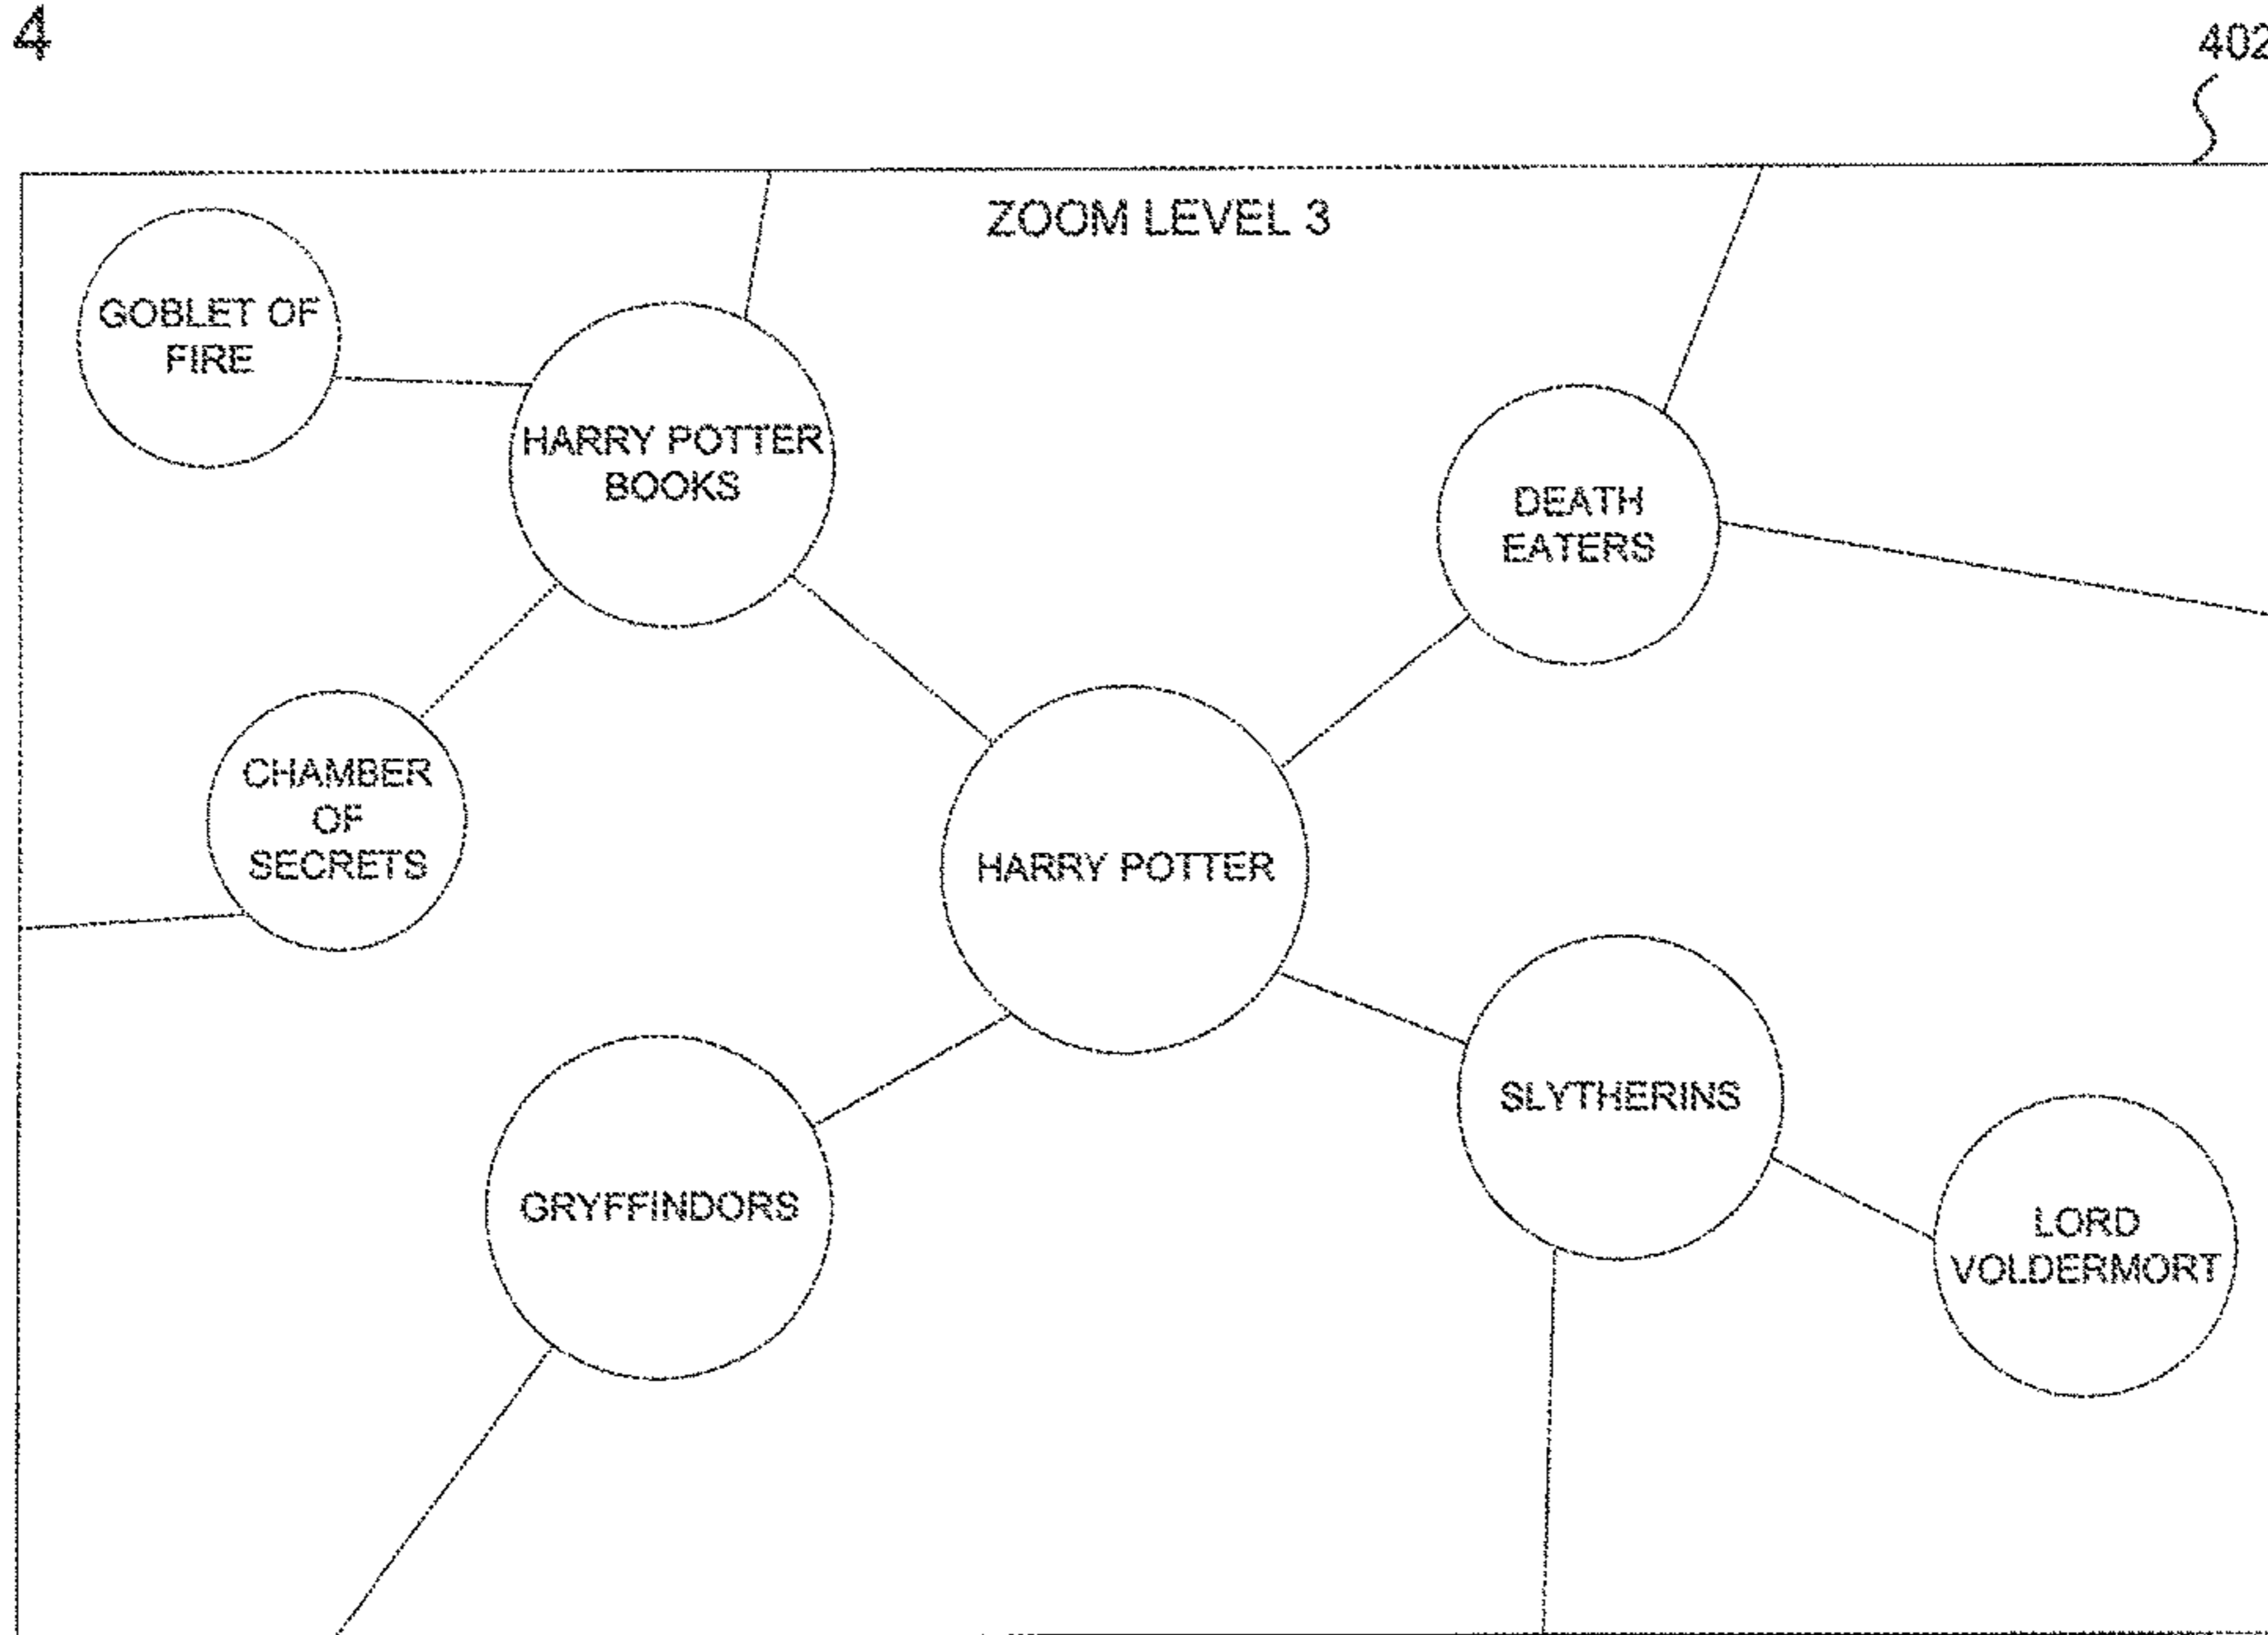 4
402
ZOOM LEVEL 3
GOBLET OF
FIRE
HARRY POTTER
BOOKS
DEATH
EATERS
CHAMBER
OF
SECRETS
HARRY POTTER
SLYTHERINS
GRYFFINDORS
LORD
VOLDERMORT